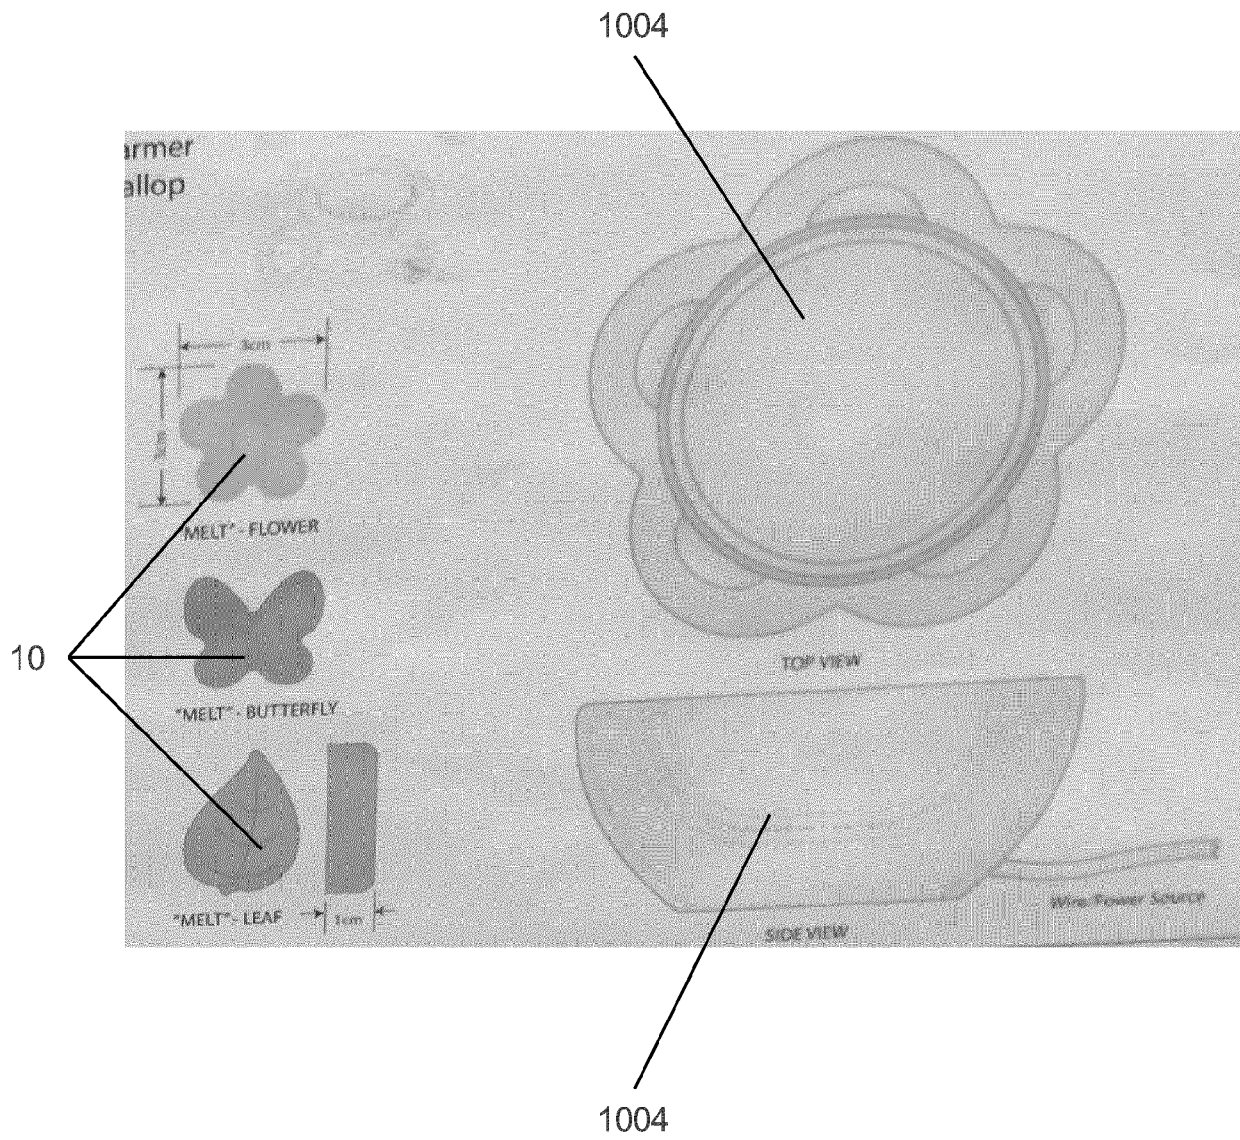 1004
armer
allop
3cm
3cm
"MELT" - FLOWER
10
"MELT" - BUTTERFLY
"MELT" - LEAF
1cm
TOP VIEW
SIDE VIEW
Wire/Power Source
1004